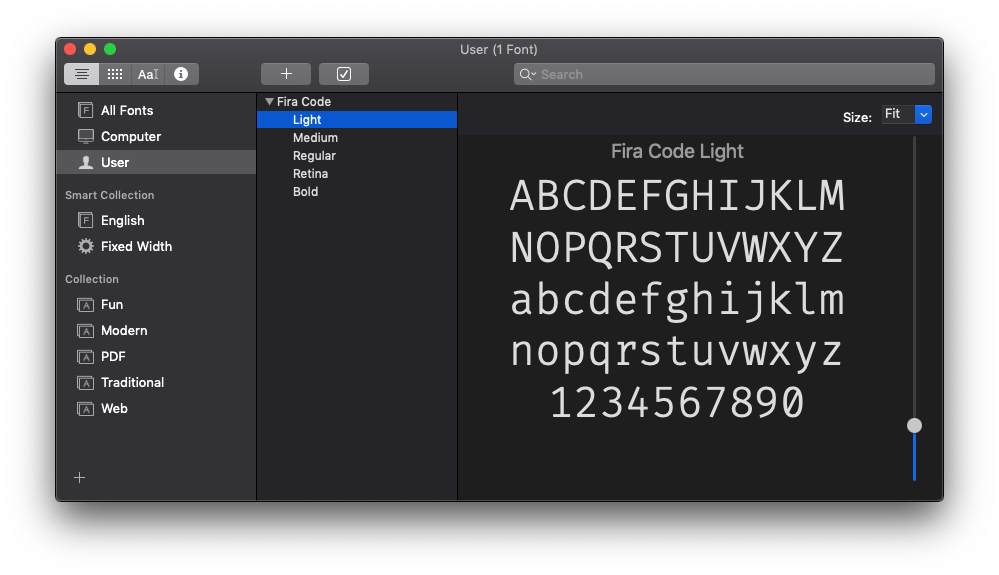 User (1 Font)
Aa
Search
All Fonts
Computer
User
Smart Collection
English
Fixed Width
Collection
Fun
Modern
PDF
Traditional
Web
Fira Code
Light
Medium
Regular
Retina
Bold
Size: Fit
Fira Code Light
ABCDEFGHIJKLM
NOPQRSTUVWXYZ
abcdefghijklm
nopqrstuvwxyz
1234567890